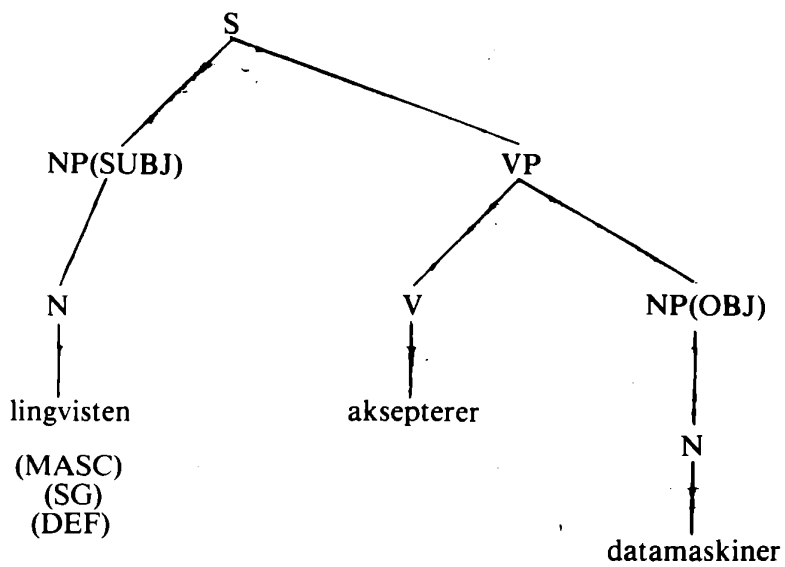 S
NP(SUBJ) VP
N V NP(OBJ)
lingvisten aksepterer
(MASC)
(SG)
(DEF)
N
datamaskiner